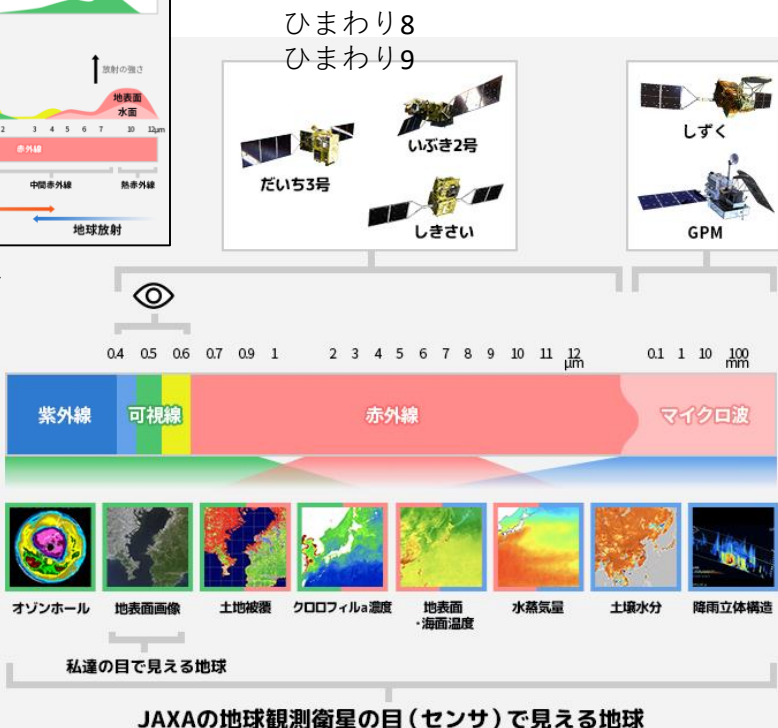 ひまわり8
ひまわり9
放射の強さ
地表面
水面
2 3 4 5 6 7 10 12μm
赤外線
中間赤外線 熱赤外線
地球放射
だいち3号
いぶき2号
しきさい
しずく
GPM
0.4 0.5 0.6 0.7 0.9 1 2 3 4 5 6 7 8 9 10 11 12 μm 0.1 1 10 100 mm
紫外線 可視線 赤外線 マイクロ波
オゾンホール
地表面画像
土地被覆
クロロフィルa濃度
地表面
・海面温度
水蒸気量
土壌水分
降雨立体構造
私達の目で見える地球
JAXAの地球観測衛星の目(センサ)で見える地球